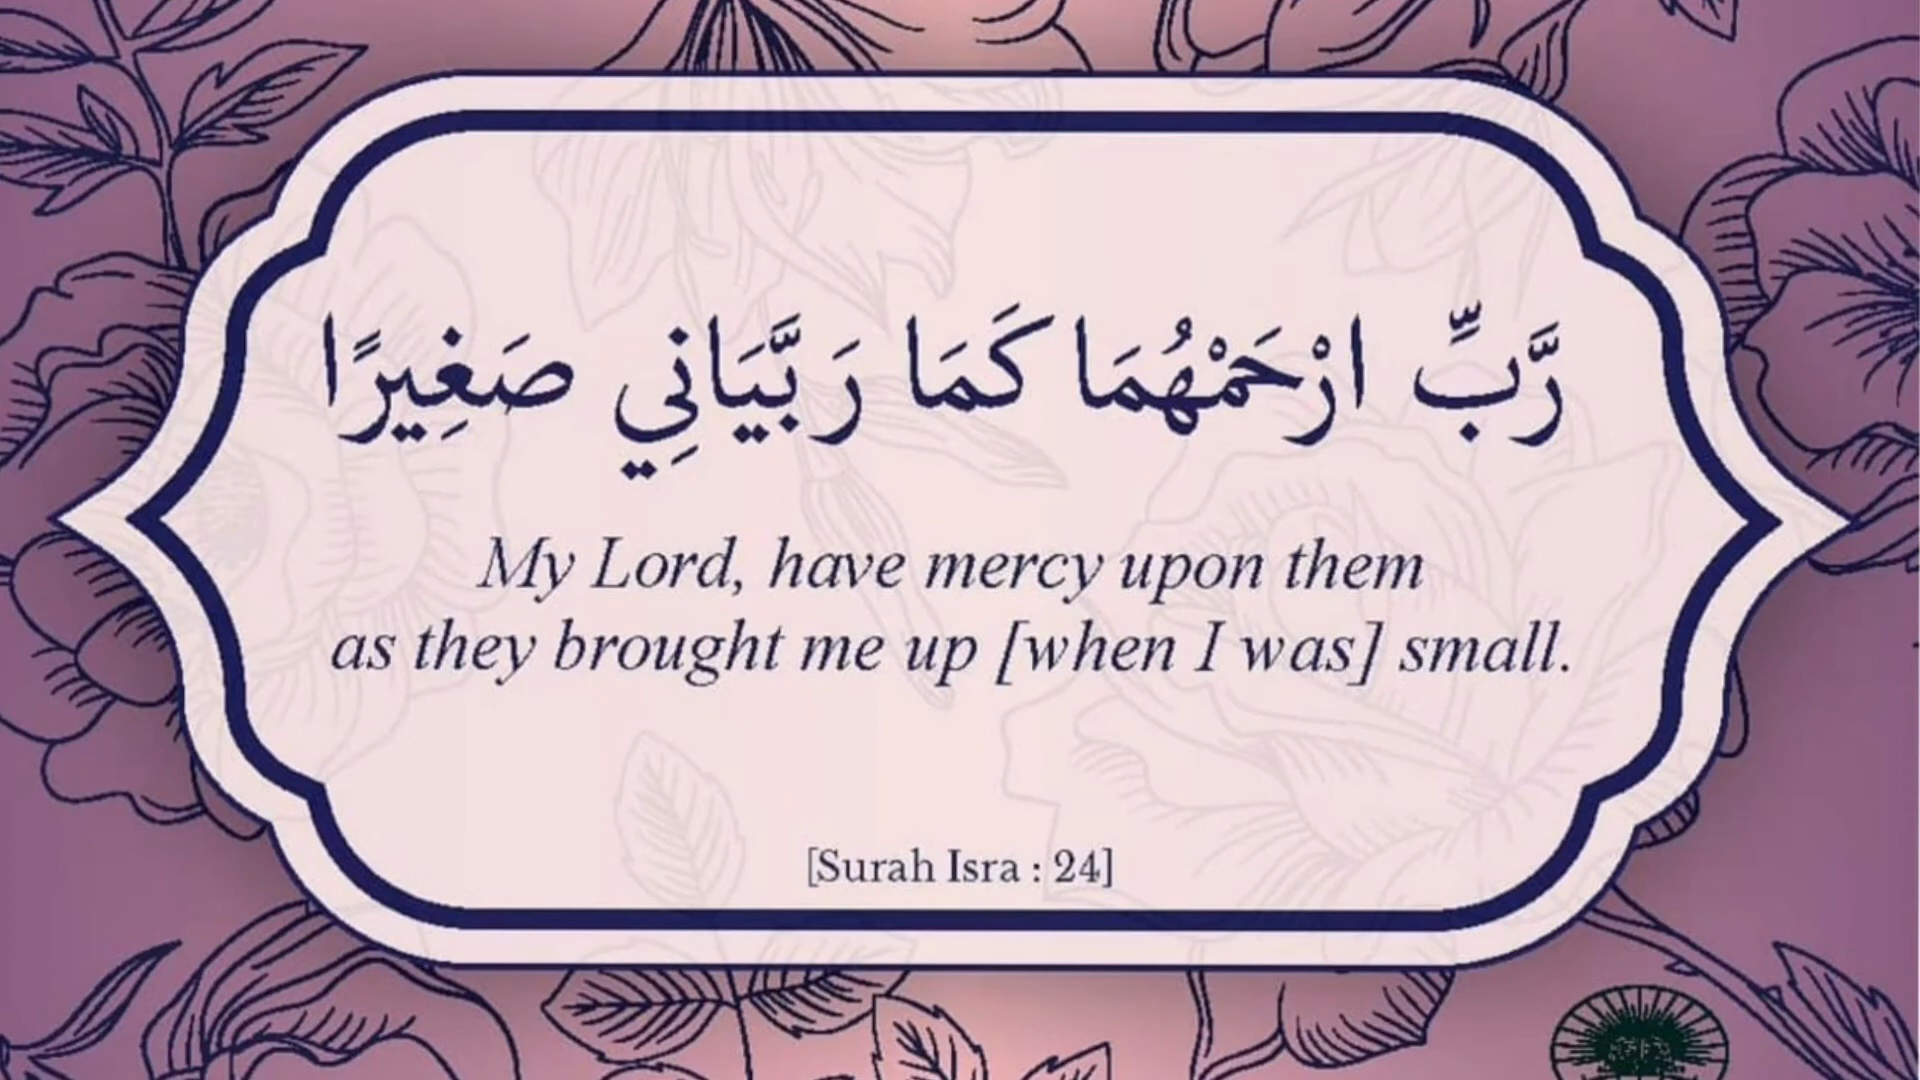 رَّبِّ ارْحَمْهُمَا كَمَا رَبَّيَانِي صَغِيرًا
My Lord, have mercy upon them
as they brought me up [when I was] small.
[Surah Isra : 24]